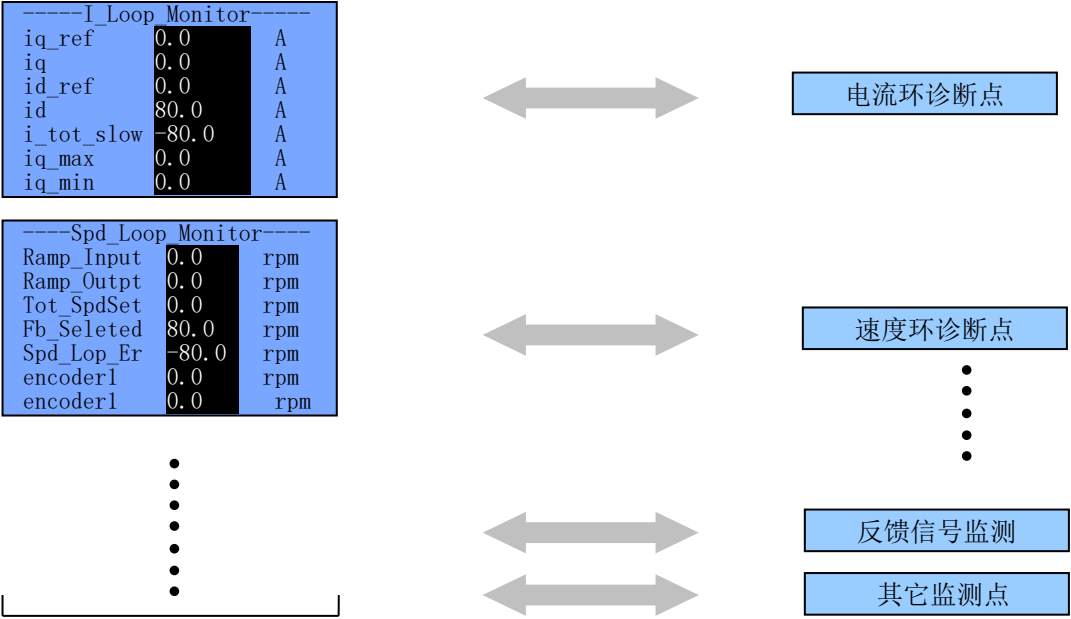 -----I_Loop_Monitor-----
iq_ref 0.0 A
iq 0.0 A
id_ref 0.0 A
id 80.0 A
i_tot_slow -80.0 A
iq_max 0.0 A
iq_min 0.0 A
电流环诊断点
----Spd_Loop_Monitor----
Ramp_Input 0.0 rpm
Ramp_Outpt 0.0 rpm
Tot_SpdSet 0.0 rpm
Fb_Seleted 80.0 rpm
Spd_Lop_Er -80.0 rpm
encoder1 0.0 rpm
encoder1 0.0 rpm
速度环诊断点
反馈信号监测
其它监测点